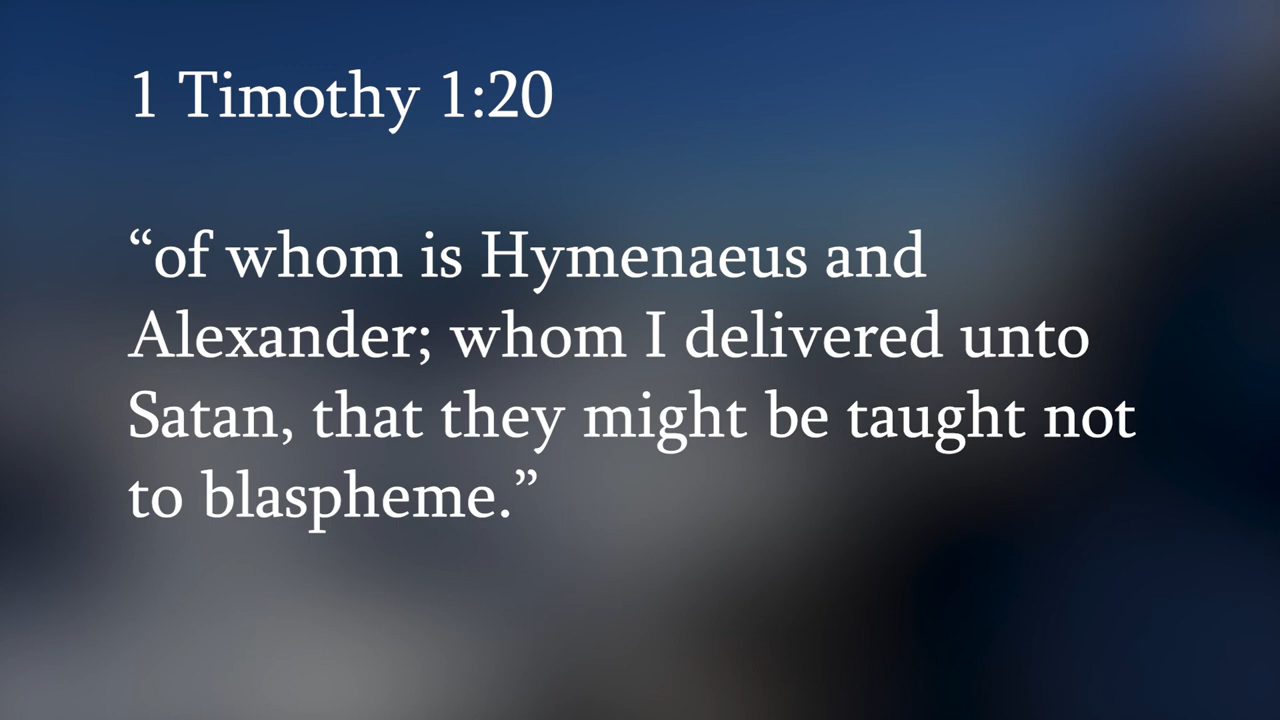 1 Timothy 1:20
“of whom is Hymenaeus and
Alexander; whom I delivered unto
Satan, that they might be taught not
to blaspheme.”